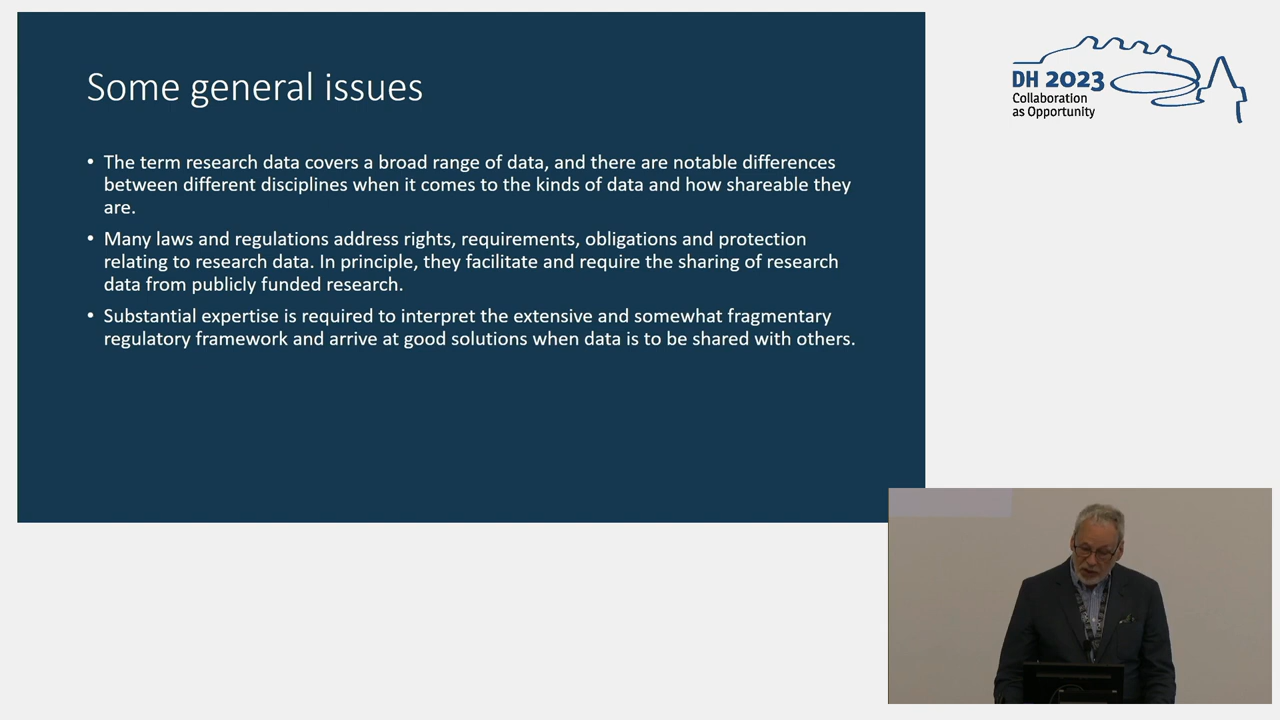 Some general issues
• The term research data covers a broad range of data, and there are notable differences
between different disciplines when it comes to the kinds of data and how shareable they
are.
• Many laws and regulations address rights, requirements, obligations and protection
relating to research data. In principle, they facilitate and require the sharing of research
data from publicly funded research.
• Substantial expertise is required to interpret the extensive and somewhat fragmentary
regulatory framework and arrive at good solutions when data is to be shared with others.
DH 2023
Collaboration
as Opportunity